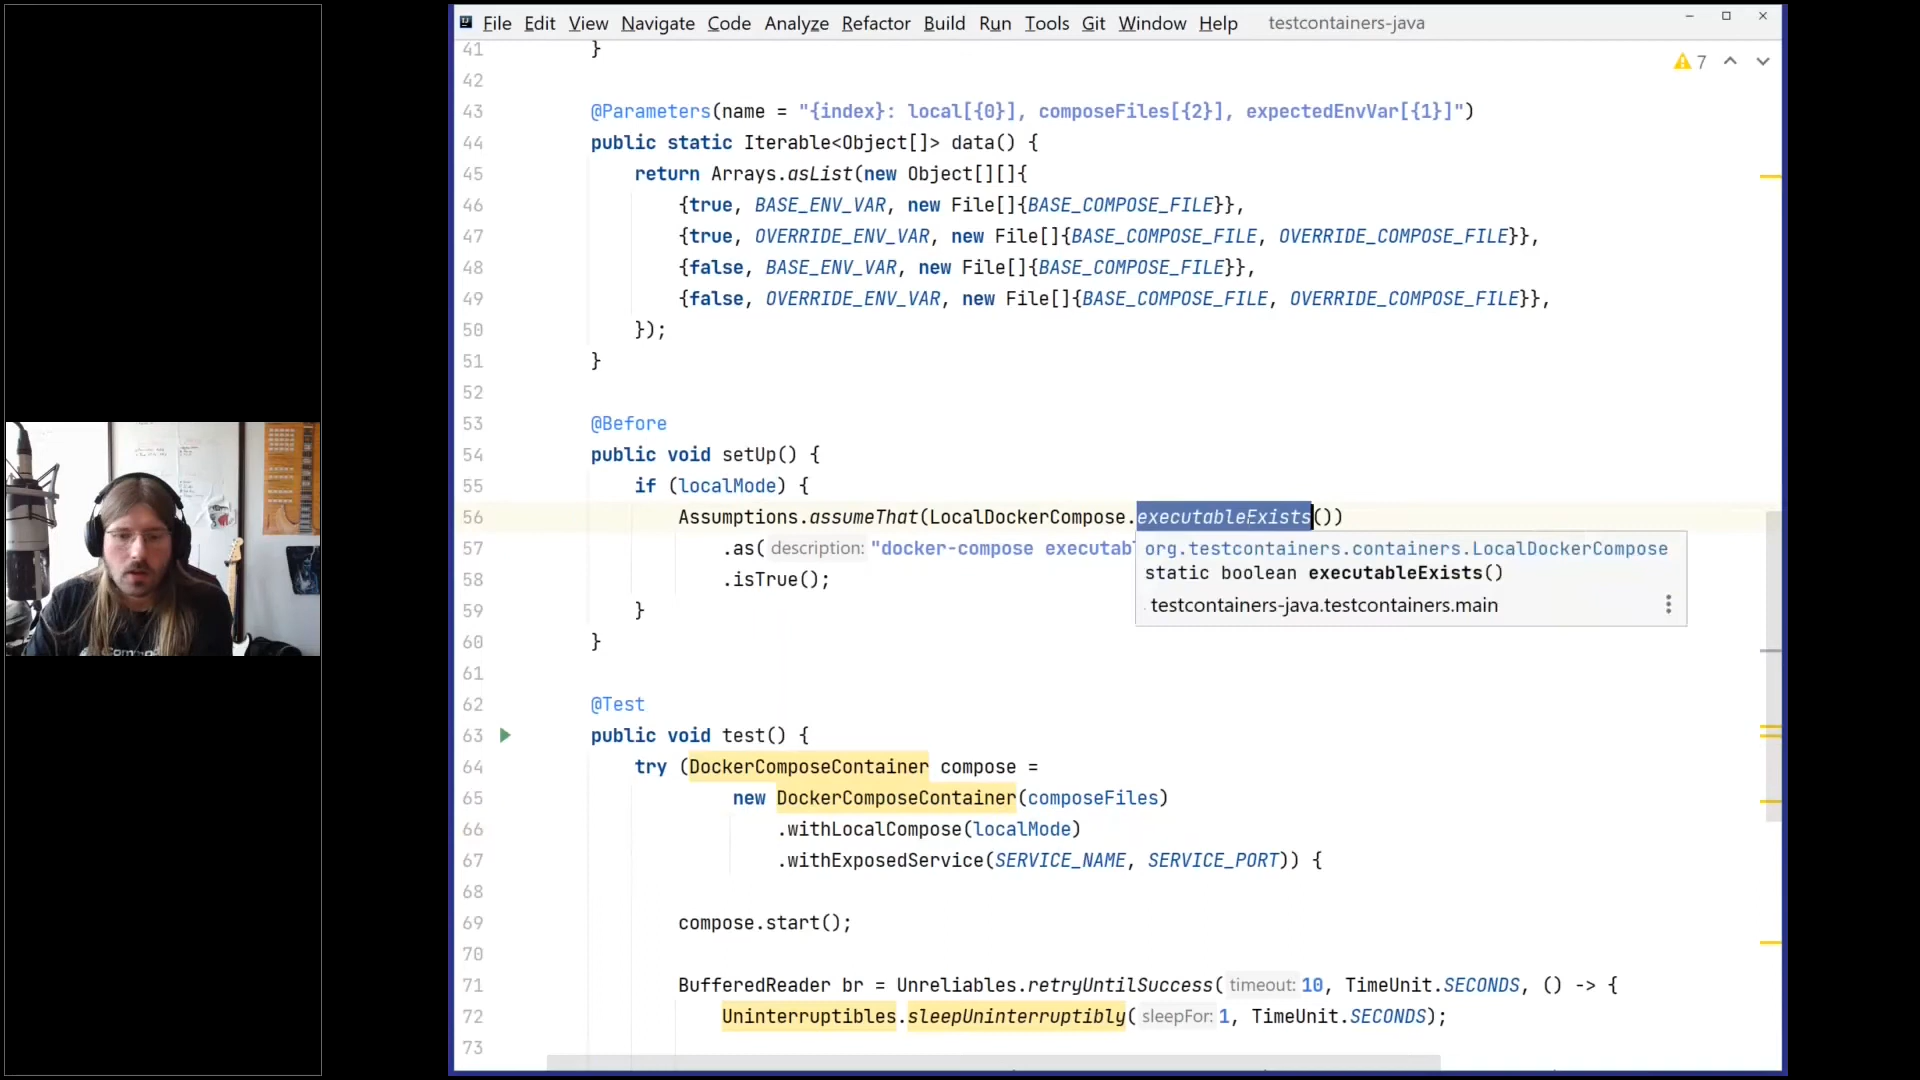 File Edit View Navigate Code Analyze Refactor Build Run Tools Git Window Help testcontainers-java
7
41 }
42
43 @Parameters(name = "{index}: local[{0}], composeFiles[{2}], expectedEnvVar[{1}]")
44 public static Iterable<Object[]> data() {
45 return Arrays.asList(new Object[][]{
46 {true, BASE_ENV_VAR, new File[]{BASE_COMPOSE_FILE}},
47 {true, OVERRIDE_ENV_VAR, new File[]{BASE_COMPOSE_FILE, OVERRIDE_COMPOSE_FILE}},
48 {false, BASE_ENV_VAR, new File[]{BASE_COMPOSE_FILE}},
49 {false, OVERRIDE_ENV_VAR, new File[]{BASE_COMPOSE_FILE, OVERRIDE_COMPOSE_FILE}},
50 });
51 }
52
53 @Before
54 public void setUp() {
55 if (localMode) {
56 Assumptions.assumeThat(LocalDockerCompose.executableExists())
57 .as( description: "docker-compose executab
org.testcontainers.containers.LocalDockerCompose
static boolean executableExists()
testcontainers-java.testcontainers.main
58 .isTrue();
59 }
60 }
61
62 @Test
63 public void test() {
64 try (DockerComposeContainer compose =
65 new DockerComposeContainer(composeFiles)
66 .withLocalCompose(localMode)
67 .withExposedService(SERVICE_NAME, SERVICE_PORT)) {
68
69 compose.start();
70
71 BufferedReader br = Unreliables.retryUntilSuccess( timeout: 10, TimeUnit.SECONDS, () -> {
72 Uninterruptibles.sleepUninterruptibly( sleepFor: 1, TimeUnit.SECONDS);
73